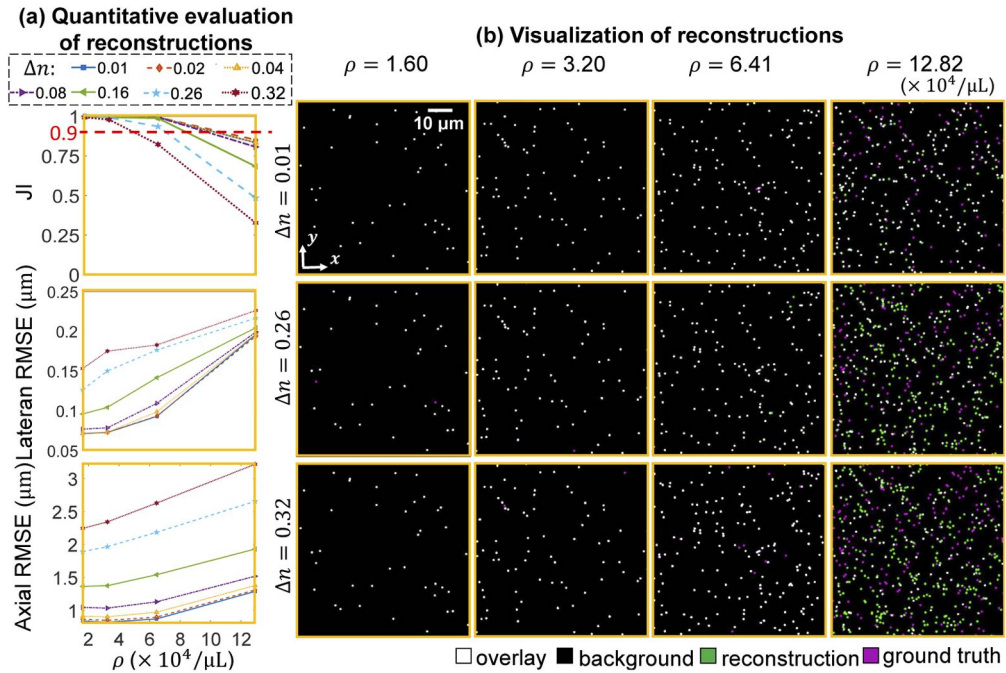 (a) Quantitative evaluation
of reconstructions
Δn: 0.01 0.02 0.04
0.08 0.16 0.26 0.32
1
0.9
0.75
0.5
0.25
0
JI
0.25
0.2
0.15
0.1
0.05
Lateran RMSE (μm)
3
2.5
2
1.5
1
Axial RMSE (μm)
2 4 6 8 10 12
ρ (× 10⁴/μL)
(b) Visualization of reconstructions
ρ = 1.60 ρ = 3.20 ρ = 6.41 ρ = 12.82
(× 10⁴/μL)
10 μm
y
x
Δn = 0.01
Δn = 0.26
Δn = 0.32
overlay background reconstruction ground truth